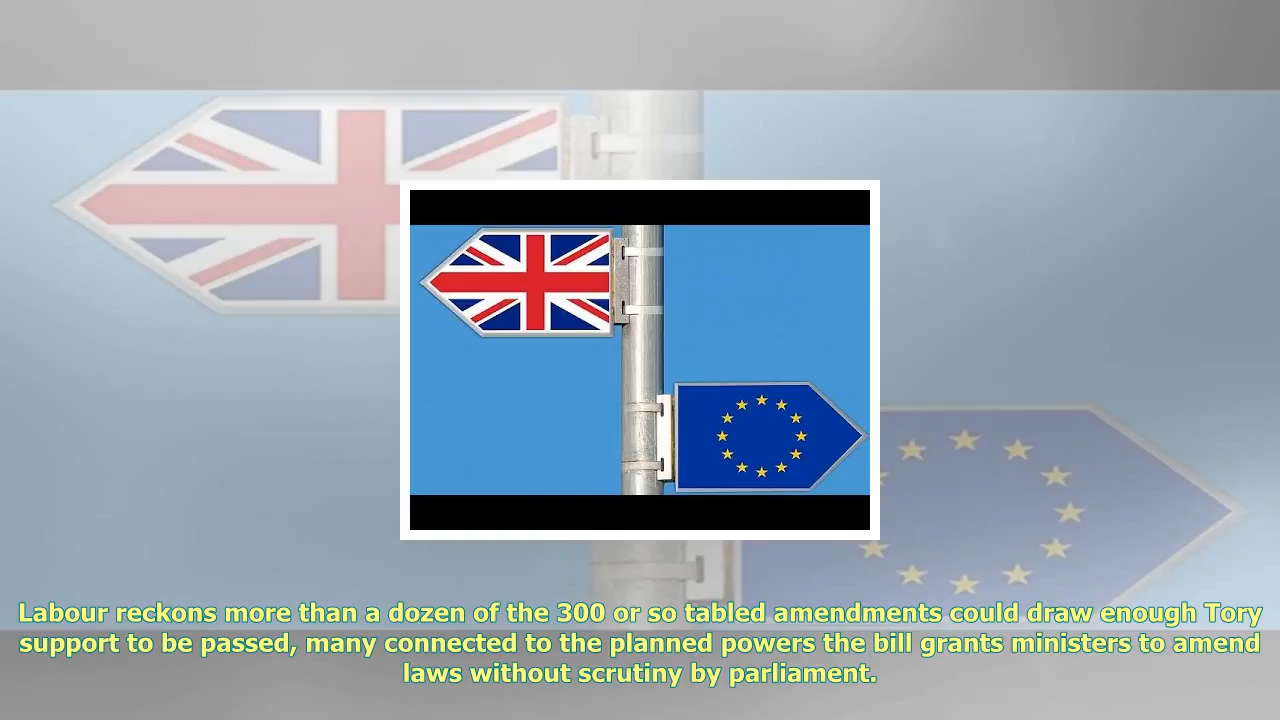 Labour reckons more than a dozen of the 300 or so tabled amendments could draw enough Tory
support to be passed, many connected to the planned powers the bill grants ministers to amend
laws without scrutiny by parliament.